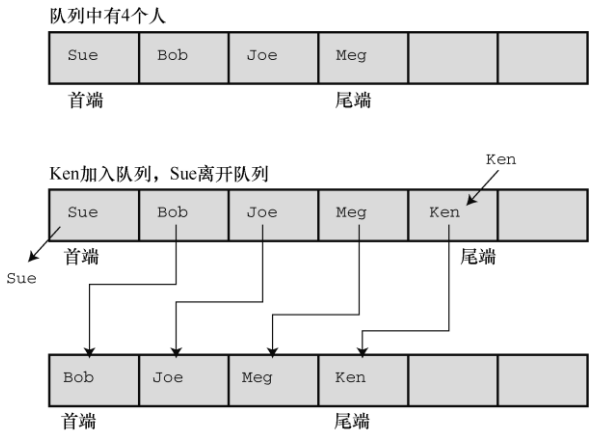 队列中有4个人
Sue Bob Joe Meg
首端 尾端
Ken
Ken加入队列，Sue离开队列
Sue Bob Joe Meg Ken
首端 尾端
Sue
Bob Joe Meg Ken
首端 尾端